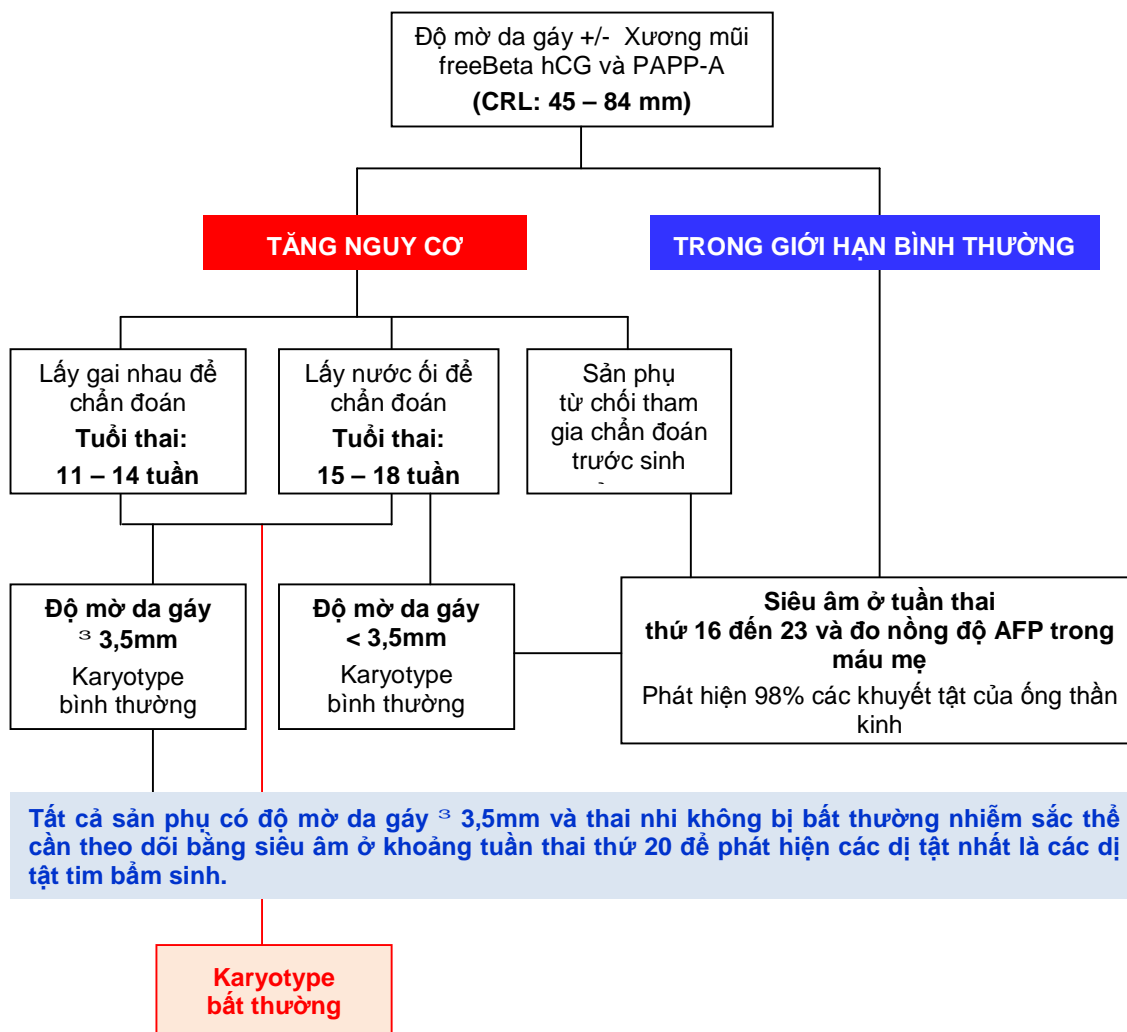 Độ mờ da gáy +/- Xương mũi
freeBeta hCG và PAPP-A
(CRL: 45 – 84 mm)
TĂNG NGUY CƠ
TRONG GIỚI HẠN BÌNH THƯỜNG
Lấy gai nhau để
chẩn đoán
Tuổi thai:
11 – 14 tuần
Lấy nước ối để
chẩn đoán
Tuổi thai:
15 – 18 tuần
Sản phụ
từ chối tham
gia chẩn đoán
trước sinh
Độ mờ da gáy
³ 3,5mm
Karyotype
bình thường
Độ mờ da gáy
< 3,5mm
Karyotype
bình thường
Siêu âm ở tuần thai
thứ 16 đến 23 và đo nồng độ AFP trong
máu mẹ
Phát hiện 98% các khuyết tật của ống thần
kinh
Tất cả sản phụ có độ mờ da gáy ³ 3,5mm và thai nhi không bị bất thường nhiễm sắc thể
cần theo dõi bằng siêu âm ở khoảng tuần thai thứ 20 để phát hiện các dị tật nhất là các dị
tật tim bẩm sinh.
Karyotype
bất thường